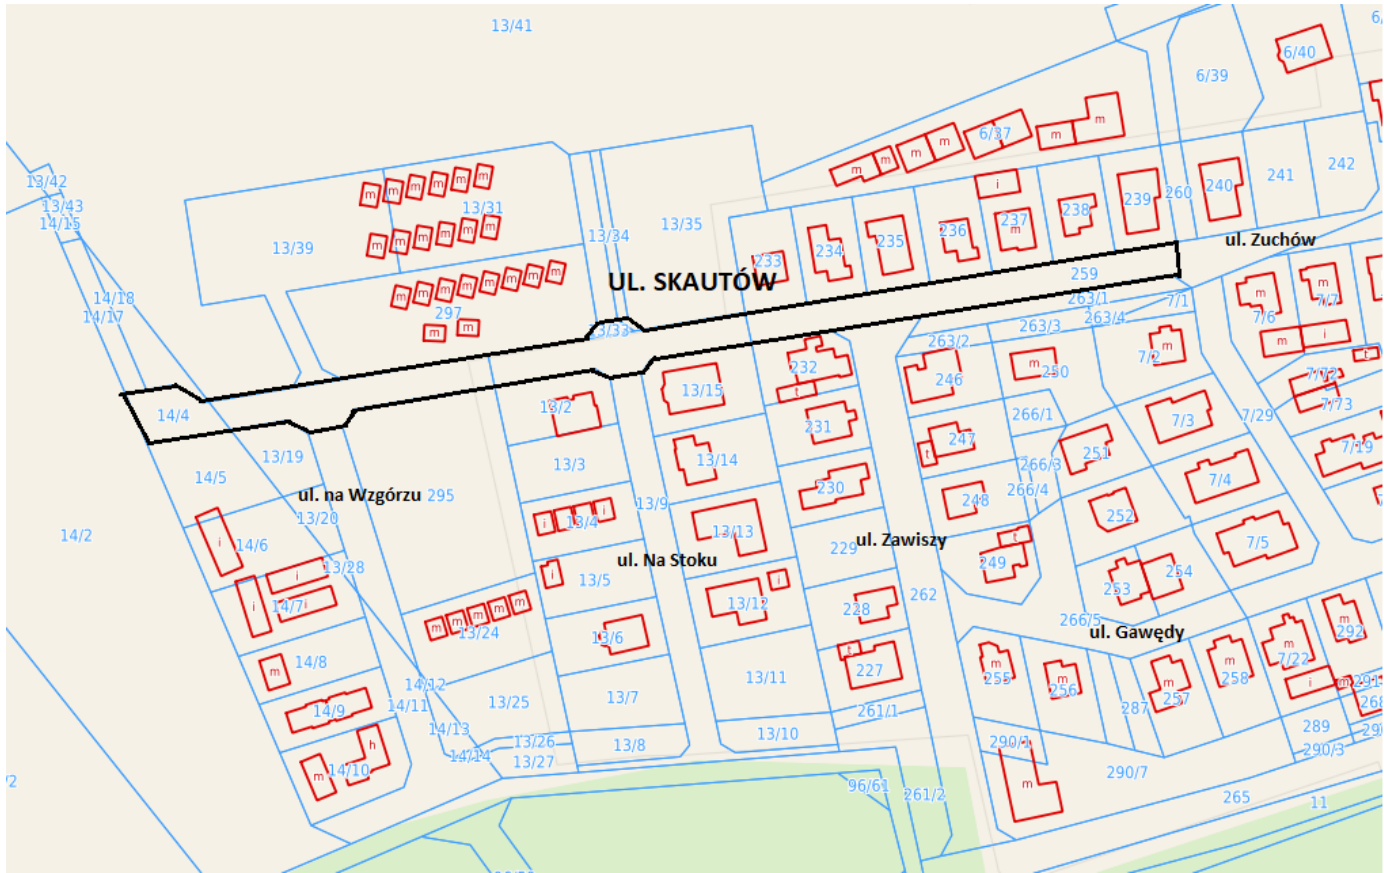 13/41
6/40
6/39
6/37
m
m
m
m
m
m
13/42
13/43
14/15
13/31
m
m
m
m
m
m
13/39
m
m
m
m
m
m
13/34
13/35
i
260
240
241
242
239
238
237
m
236
235
234
233
ul. Zuchów
UL. SKAUTÓW
259
263/1
7/1
263/4
263/3
263/2
14/18
14/17
m
m
m
m
m
m
m
m
297
m
m
13/33
m
7/6
m
7/7
m
i
t
7/72
7/73
7/29
7/19
m
7/2
m
250
246
232
t
13/15
13/2
14/4
231
247
t
266/1
266/3
251
7/3
13/19
14/5
13/3
13/14
230
248
266/4
252
7/4
ul. na Wzgórzu
295
13/20
13/9
i
13/4
i
13/13
229
ul. Zawiszy
t
249
7/5
14/2
i
14/6
13/28
i
i
14/7
i
ul. Na Stoku
i
13/5
13/12
i
228
262
253
254
266/5
ul. Gawędy
m
m
m
m
m
13/24
13/6
t
227
m
255
m
256
m
257
m
258
m
7/22
i
m
292
m
291
287
14/8
m
14/12
14/11
14/9
13/25
13/7
13/11
261/1
289
290/3
14/13
14/14
13/26
13/27
13/8
13/10
290/1
290/7
m
h
14/10
m
96/61
261/2
265
11